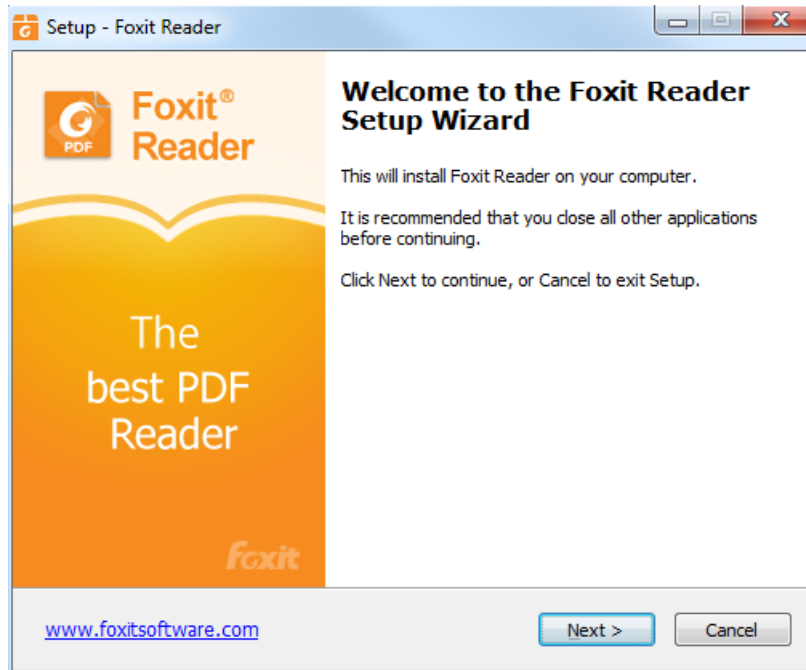 Setup - Foxit Reader
Foxit®
Reader
PDF
The
best PDF
Reader
foxit
Welcome to the Foxit Reader
Setup Wizard
This will install Foxit Reader on your computer.
It is recommended that you close all other applications
before continuing.
Click Next to continue, or Cancel to exit Setup.
www.foxitsoftware.com
Next >
Cancel